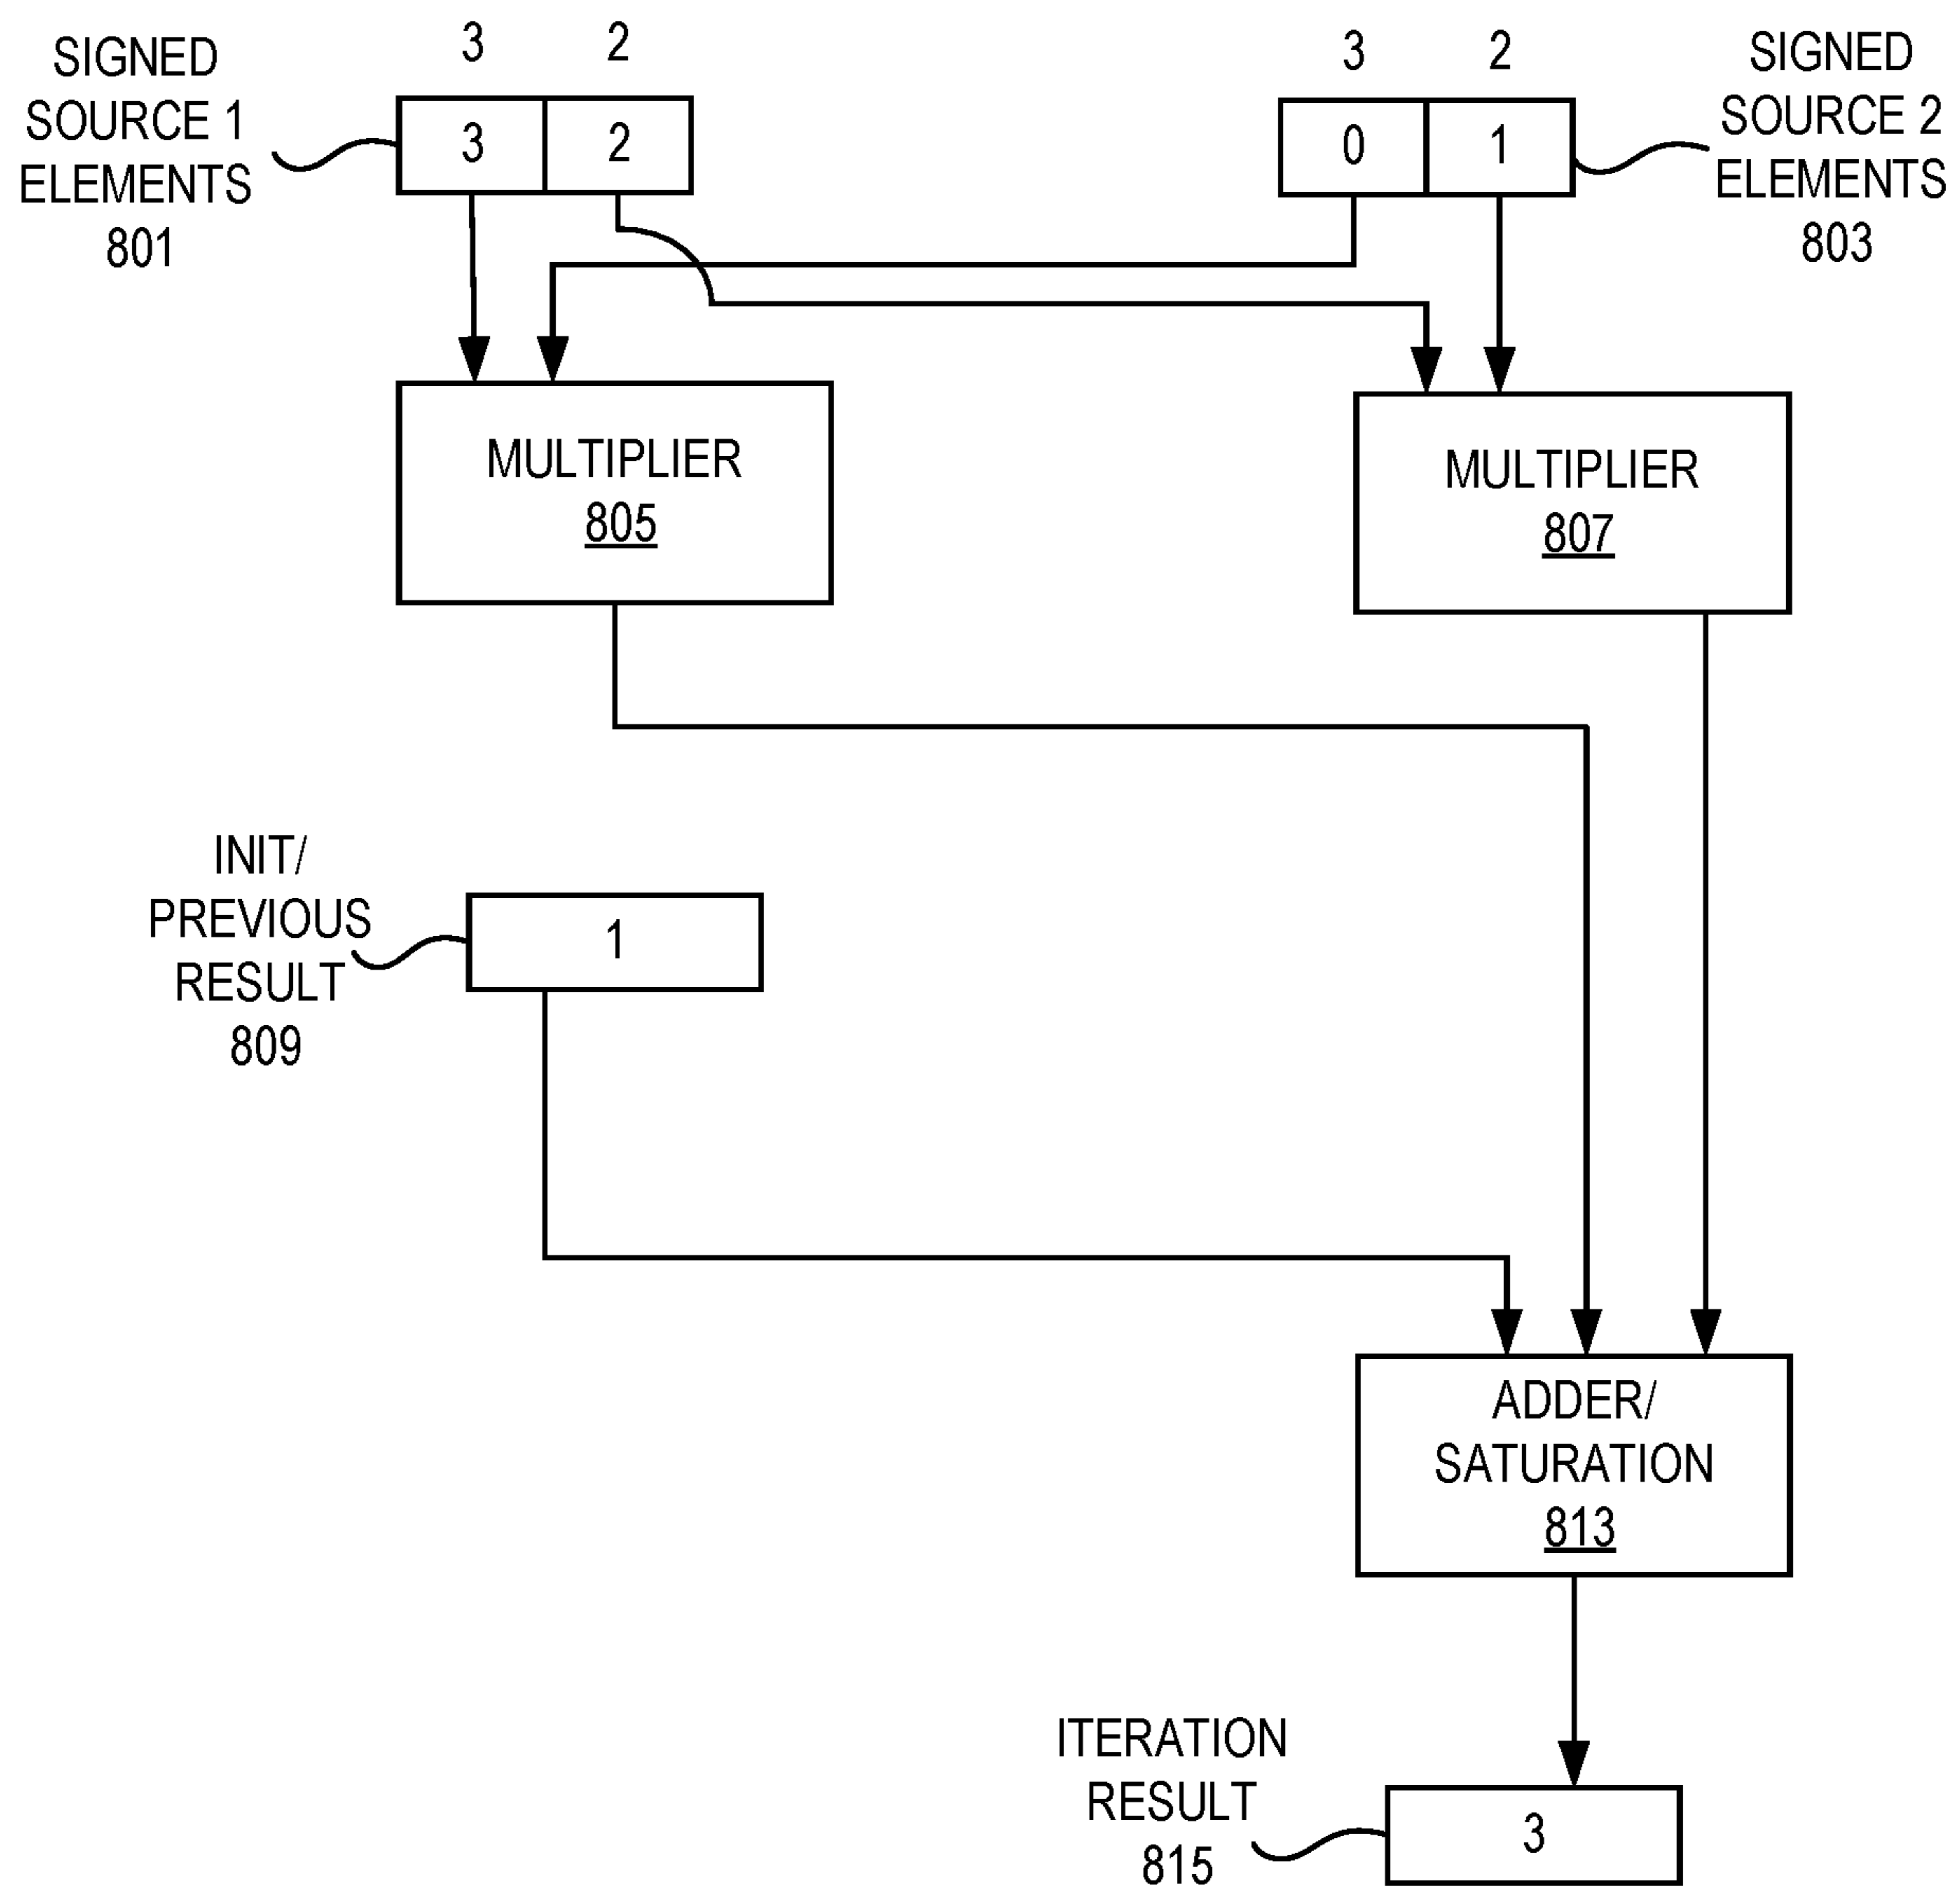 SIGNED
SOURCE 1
ELEMENTS
801
3 2
3 2
3 2
0 1
SIGNED
SOURCE 2
ELEMENTS
803
MULTIPLIER
805
MULTIPLIER
807
INIT/
PREVIOUS
RESULT
809
1
ADDER/
SATURATION
813
ITERATION
RESULT
815
3